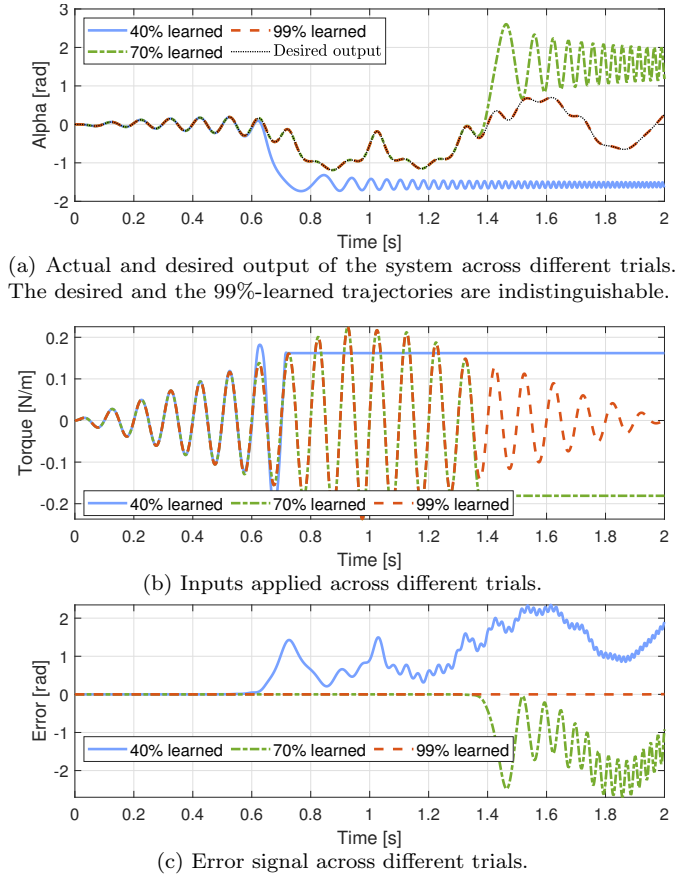 3
2
1
0
-1
-2
Alpha [rad]
40% learned
70% learned
99% learned
Desired output
0 0.2 0.4 0.6 0.8 1 1.2 1.4 1.6 1.8 2
Time [s]
(a) Actual and desired output of the system across different trials.
The desired and the 99%-learned trajectories are indistinguishable.
0.2
0.1
0
-0.1
-0.2
Torque [N/m]
40% learned 70% learned 99% learned
0 0.2 0.4 0.6 0.8 1 1.2 1.4 1.6 1.8 2
Time [s]
(b) Inputs applied across different trials.
2
1
0
-1
-2
Error [rad]
40% learned 70% learned 99% learned
0 0.2 0.4 0.6 0.8 1 1.2 1.4 1.6 1.8 2
Time [s]
(c) Error signal across different trials.